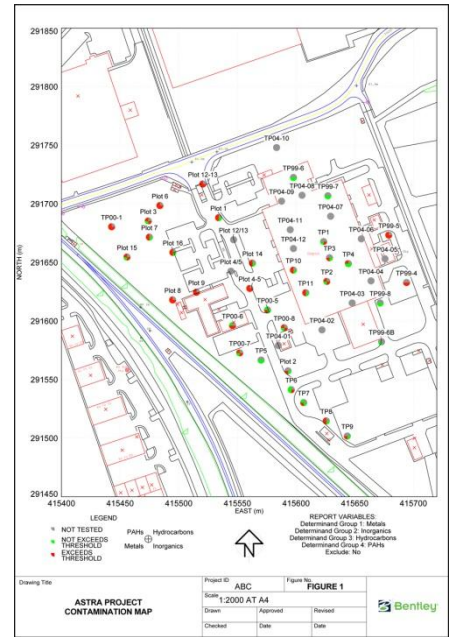 291850
291800
291750
291700
291650
291600
291550
291500
291450
NORTH (m)
TP04-10
TP99-6
TP04-08
TP99-7
TP04-09
Plot 12-13
Plot 6
Plot 3
TP00-1
Plot 7
Plot 1
TP04-07
TP04-11
Plot 12/13
TP1
TP04-06
TP99-5
Plot 15
Plot 16
TP04-12
TP3
Plot 14
TP4
TP04-05
TP10
Plot 4/5
TP2
TP04-04
TP99-4
Plot 8
Plot 9
Plot 4-5
TP11
TP04-03
TP99-8
TP00-5
TP00-6
TP00-8
TP04-02
TP04-01
TP99-6B
TP00-7
TP5
Plot 2
TP6
TP7
TP8
TP9
415400 415450 415500 415550 415600 415650 415700
EAST (m)
LEGEND
NOT TESTED
NOT EXCEEDS
THRESHOLD
EXCEEDS
THRESHOLD
PAHs Hydrocarbons
Metals Inorganics
N
REPORT VARIABLES:
Determinand Group 1: Metals
Determinand Group 2: Inorganics
Determinand Group 3: Hydrocarbons
Determinand Group 4: PAHs
Exclude: No
Drawing Title
ASTRA PROJECT
CONTAMINATION MAP
Project ID
ABC
Figure No.
FIGURE 1
Scale
1:2000 AT A4
Drawn Approved Revised
Checked Date Date
Bentley